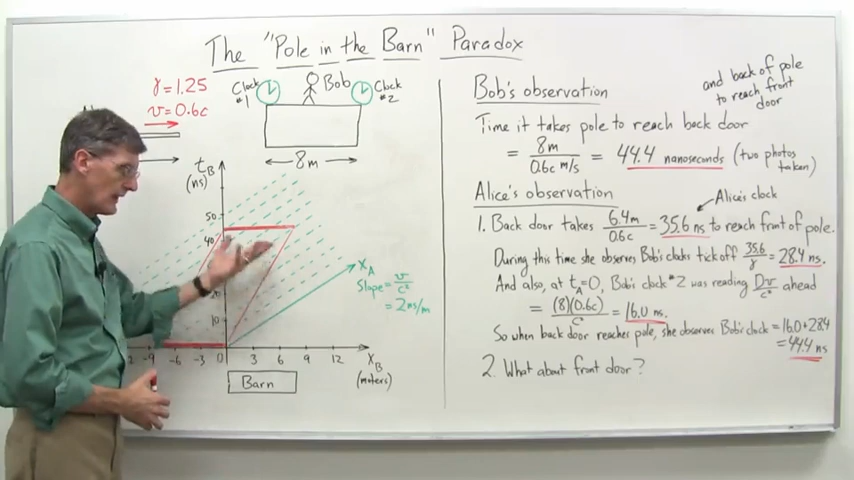 The "Pole in the Barn" Paradox
γ = 1.25
v = 0.6c
Clock #1
Bob
Clock #2
8m
t_B
(ns)
50
40
10
-9 -6 -3 0 3 6 9 12
X_B
(meters)
Barn
X_A
Slope = v/c²
= 2 ns/m
Bob's observation
and back of pole
to reach front
door
Time it takes pole to reach back door
= 8m / 0.6c m/s = 44.4 nanoseconds (two photos taken)
Alice's observation
Alice's clock
1. Back door takes 6.4m / 0.6c = 35.6 ns to reach front of pole.
During this time she observes Bob's clocks tick off 35.6 / γ = 28.4 ns.
And also, at t_A=0, Bob's clock #2 was reading Dv/c² ahead
= (8)(0.6c) / c² = 16.0 ns.
So when back door reaches pole, she observes Bob's clock = 16.0 + 28.4
= 44.4 ns
2. What about front door?